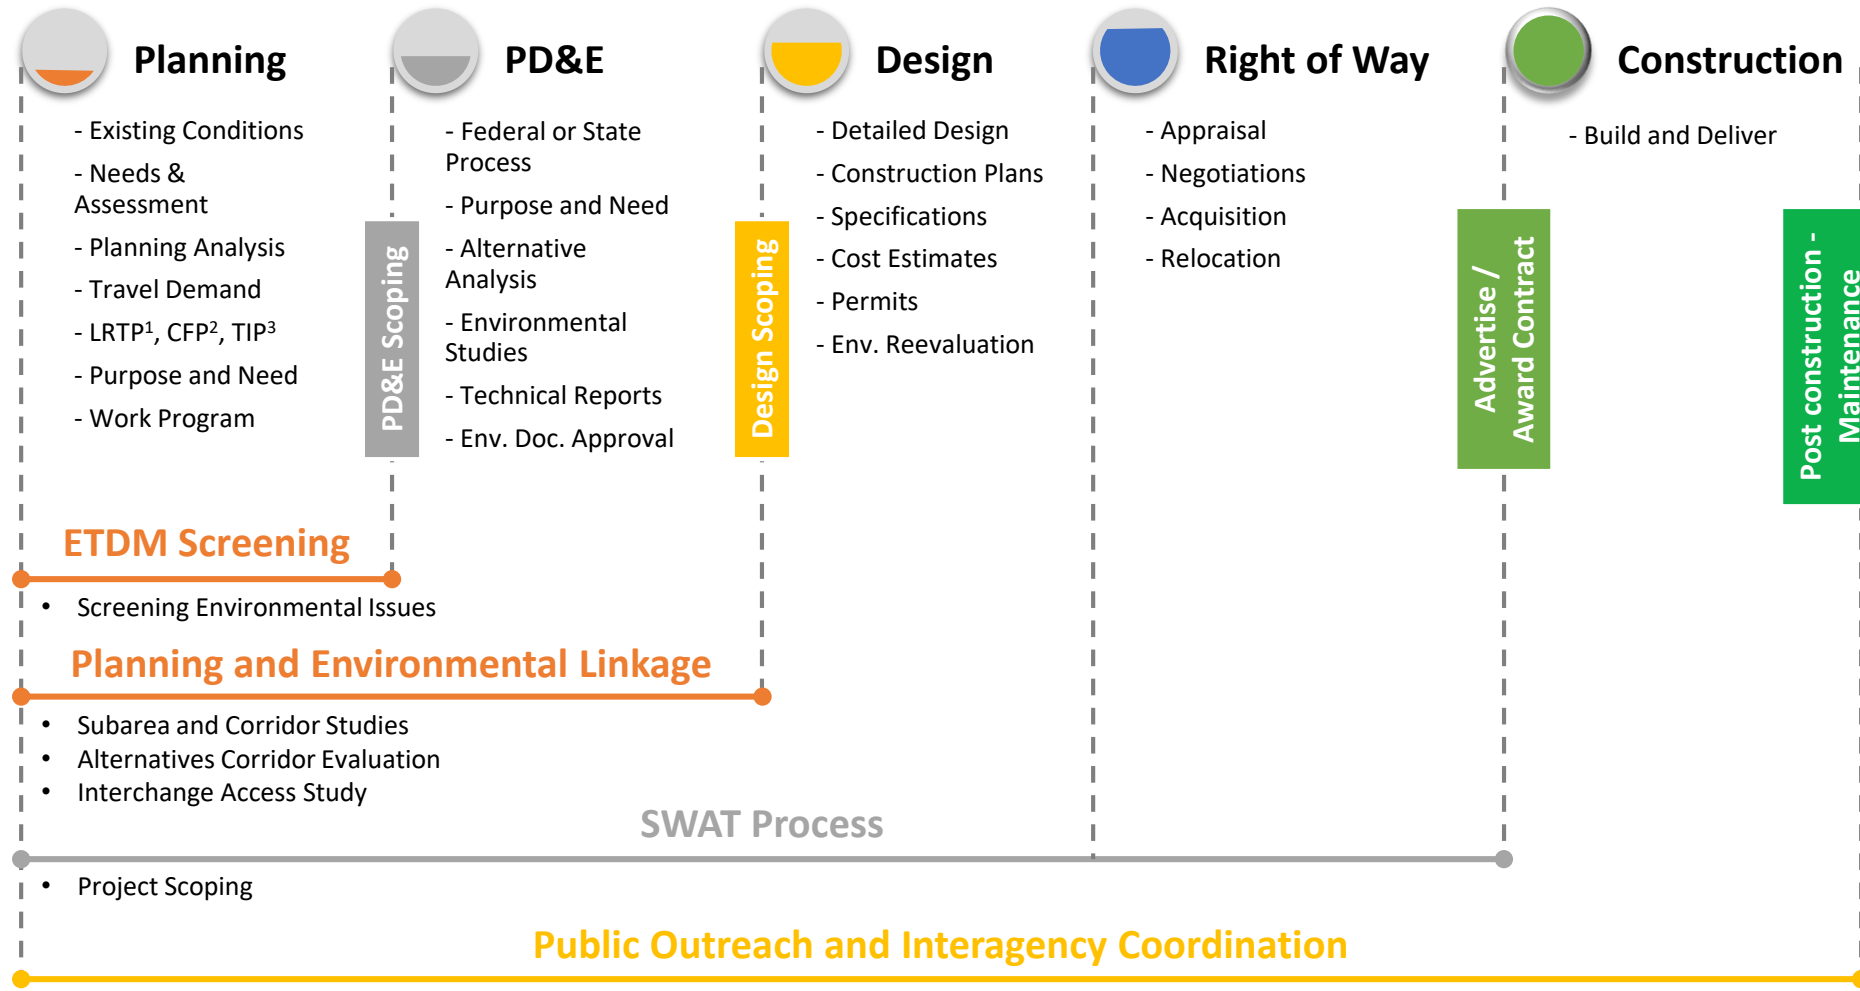 Planning
- Existing Conditions
- Needs &
Assessment
- Planning Analysis
- Travel Demand
- LRTP¹, CFP², TIP³
- Purpose and Need
- Work Program
PD&E Scoping
PD&E
- Federal or State
Process
- Purpose and Need
- Alternative
Analysis
- Environmental
Studies
- Technical Reports
- Env. Doc. Approval
Design Scoping
Design
- Detailed Design
- Construction Plans
- Specifications
- Cost Estimates
- Permits
- Env. Reevaluation
Right of Way
- Appraisal
- Negotiations
- Acquisition
- Relocation
Advertise /
Award Contract
Construction
- Build and Deliver
Post construction -
Maintenance
ETDM Screening
• Screening Environmental Issues
Planning and Environmental Linkage
• Subarea and Corridor Studies
• Alternatives Corridor Evaluation
• Interchange Access Study
SWAT Process
• Project Scoping
Public Outreach and Interagency Coordination